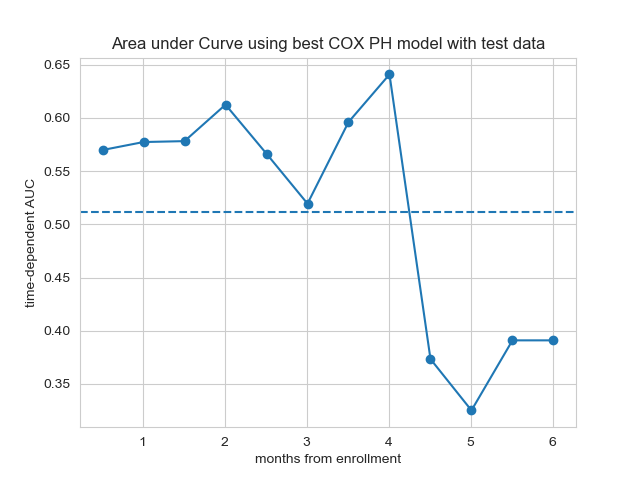 Area under Curve using best COX PH model with test data
time-dependent AUC
0.65
0.60
0.55
0.50
0.45
0.40
0.35
1 2 3 4 5 6
months from enrollment